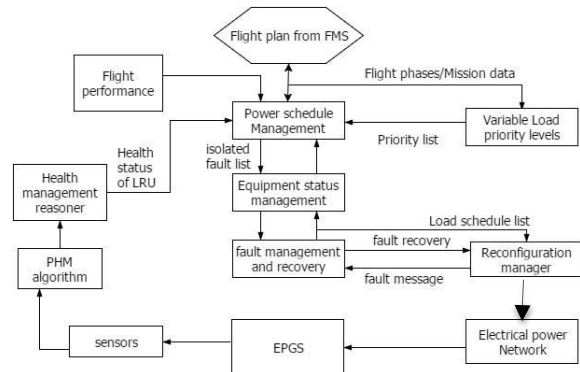 Flight plan from FMS
Flight
performance
Flight phases/Mission data
Power schedule
Management
Variable Load
priority levels
Priority list
Health
status
of LRU
isolated
fault list
Health
management
reasoner
Equipment status
management
Load schedule list
fault management
and recovery
fault recovery
fault message
Reconfiguration
manager
PHM
algorithm
sensors
EPGS
Electrical power
Network